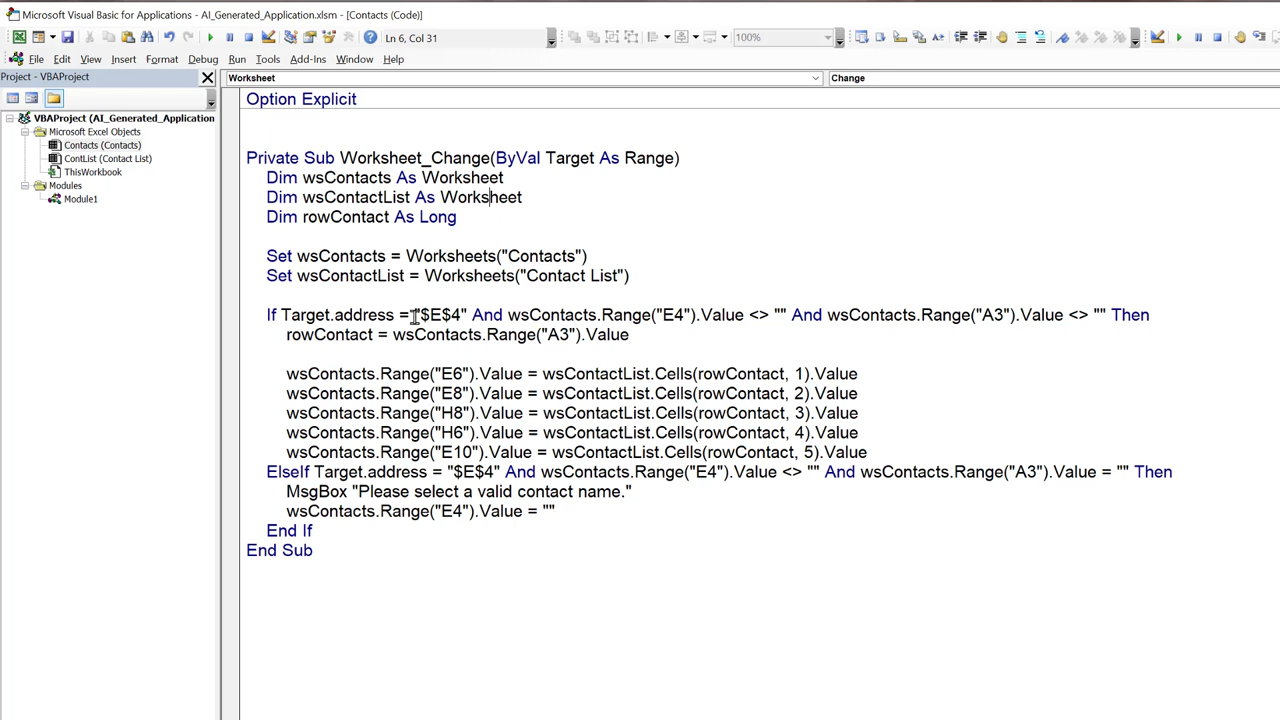 Microsoft Visual Basic for Applications - AI_Generated_Application.xlsm - [Contacts (Code)]
Ln 6, Col 31
100%
File Edit View Insert Format Debug Run Tools Add-Ins Window Help
Project - VBAProject
Worksheet
Change
VBAProject (AI_Generated_Application
Microsoft Excel Objects
Contacts (Contacts)
ContList (Contact List)
ThisWorkbook
Modules
Module1
Option Explicit
Private Sub Worksheet_Change(ByVal Target As Range)
Dim wsContacts As Worksheet
Dim wsContactList As Worksheet
Dim rowContact As Long
Set wsContacts = Worksheets("Contacts")
Set wsContactList = Worksheets("Contact List")
If Target.address = "$E$4" And wsContacts.Range("E4").Value <> "" And wsContacts.Range("A3").Value <> "" Then
rowContact = wsContacts.Range("A3").Value
wsContacts.Range("E6").Value = wsContactList.Cells(rowContact, 1).Value
wsContacts.Range("E8").Value = wsContactList.Cells(rowContact, 2).Value
wsContacts.Range("H8").Value = wsContactList.Cells(rowContact, 3).Value
wsContacts.Range("H6").Value = wsContactList.Cells(rowContact, 4).Value
wsContacts.Range("E10").Value = wsContactList.Cells(rowContact, 5).Value
ElseIf Target.address = "$E$4" And wsContacts.Range("E4").Value <> "" And wsContacts.Range("A3").Value = "" Then
MsgBox "Please select a valid contact name."
wsContacts.Range("E4").Value = ""
End If
End Sub